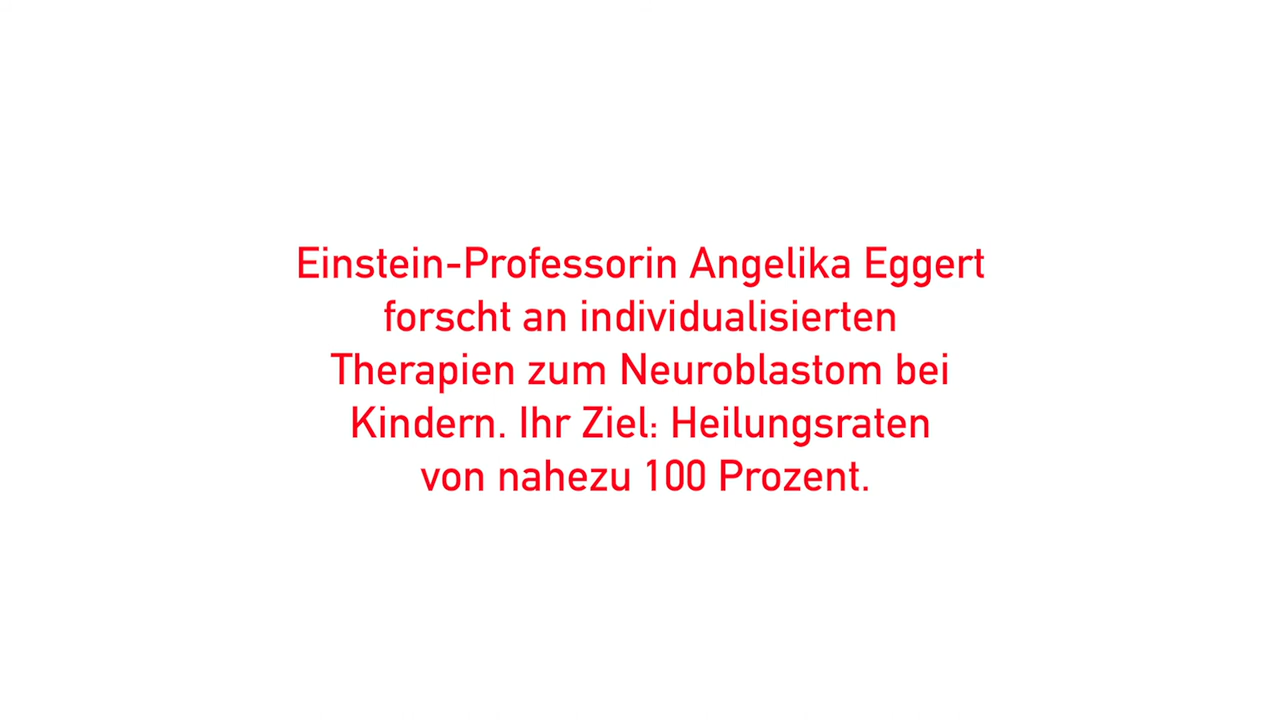 Einstein-Professorin Angelika Eggert
forscht an individualisierten
Therapien zum Neuroblastom bei
Kindern. Ihr Ziel: Heilungsraten
von nahezu 100 Prozent.